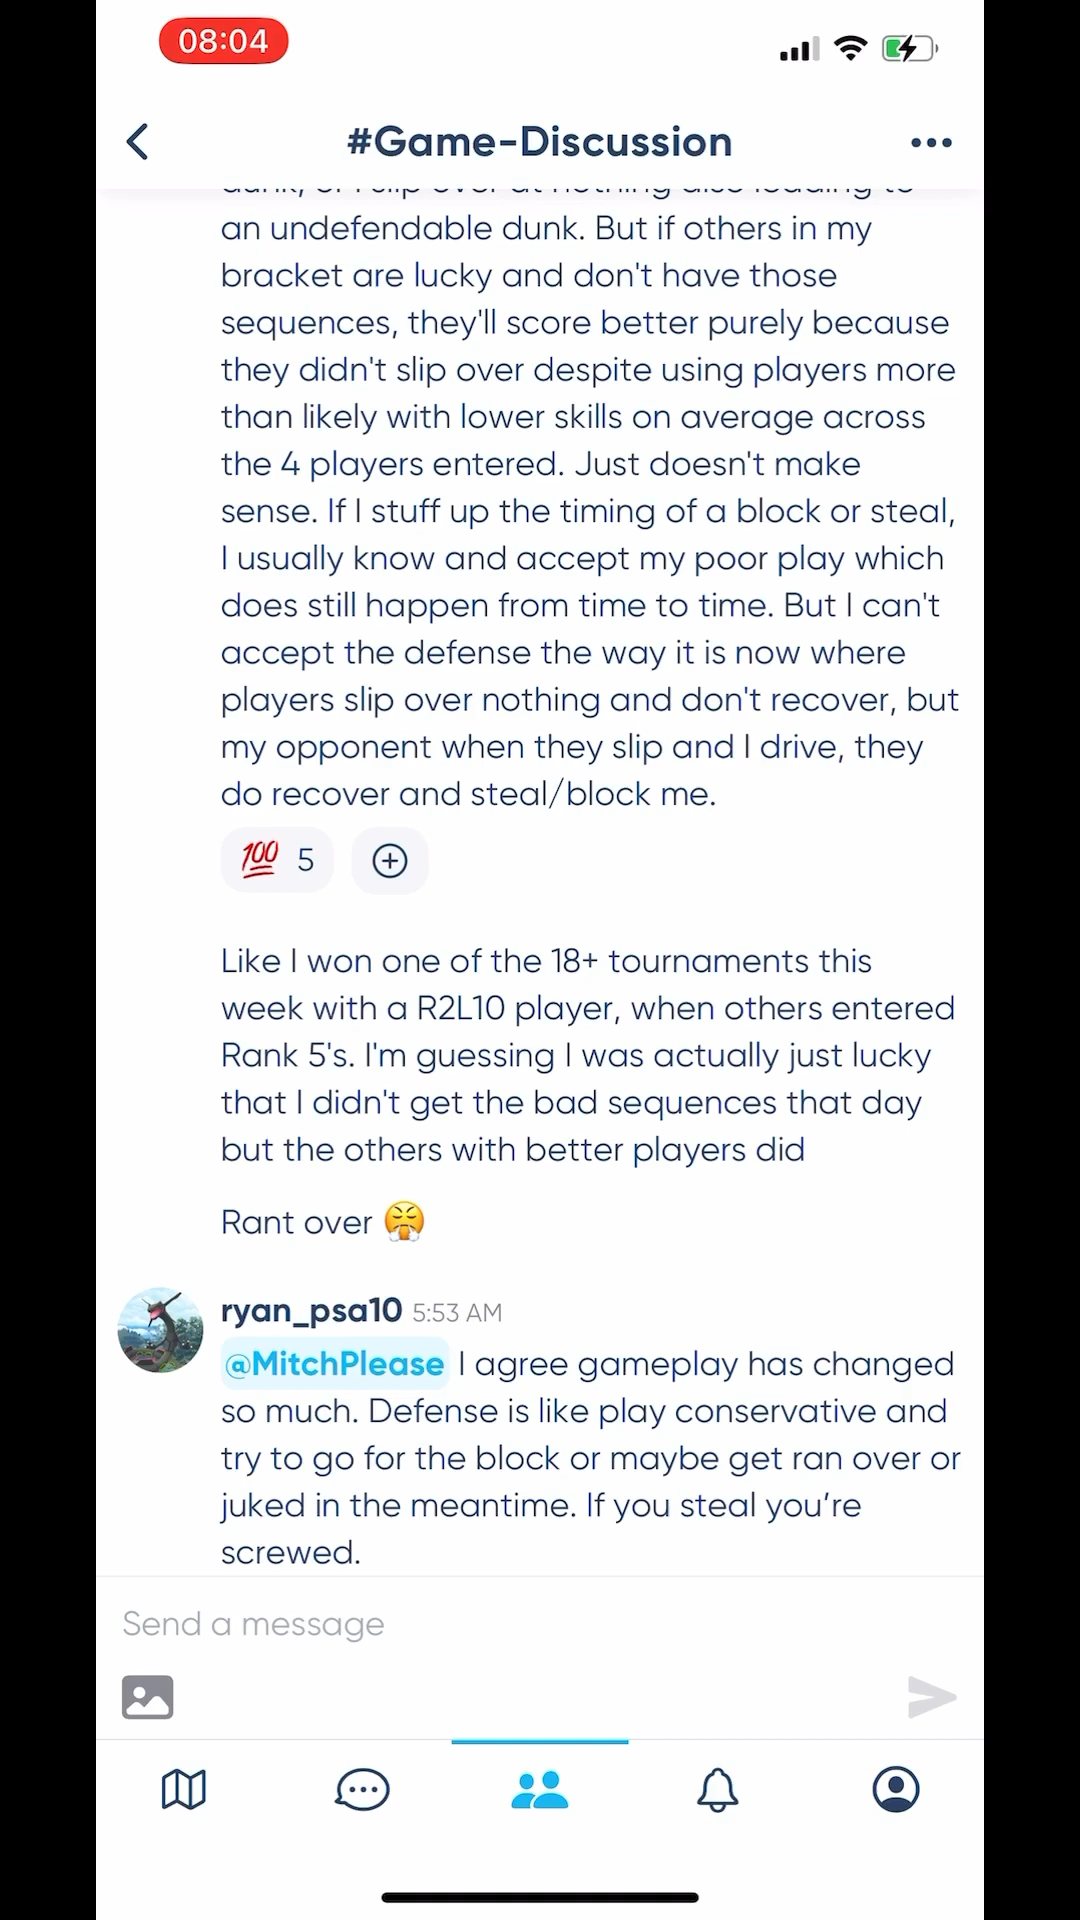 08:04
#Game-Discussion
an undefendable dunk. But if others in my
bracket are lucky and don't have those
sequences, they'll score better purely because
they didn't slip over despite using players more
than likely with lower skills on average across
the 4 players entered. Just doesn't make
sense. If I stuff up the timing of a block or steal,
I usually know and accept my poor play which
does still happen from time to time. But I can't
accept the defense the way it is now where
players slip over nothing and don't recover, but
my opponent when they slip and I drive, they
do recover and steal/block me.
💯 5
Like I won one of the 18+ tournaments this
week with a R2L10 player, when others entered
Rank 5's. I'm guessing I was actually just lucky
that I didn't get the bad sequences that day
but the others with better players did
Rant over 😤
ryan_psa10 5:53 AM
@MitchPlease I agree gameplay has changed
so much. Defense is like play conservative and
try to go for the block or maybe get ran over or
juked in the meantime. If you steal you’re
screwed.
Send a message